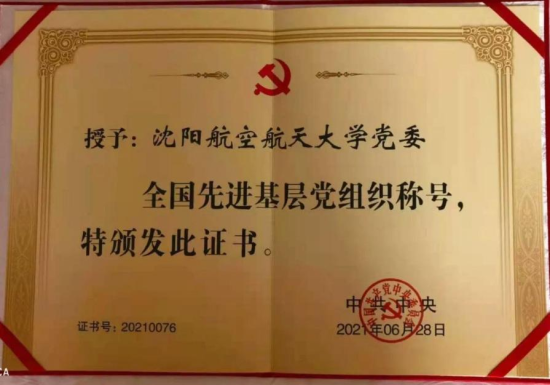 授予：沈阳航空航天大学党委
全国先进基层党组织称号，
特颁发此证书。
中共中央
证书号：20210076
2021年06月28日
CA